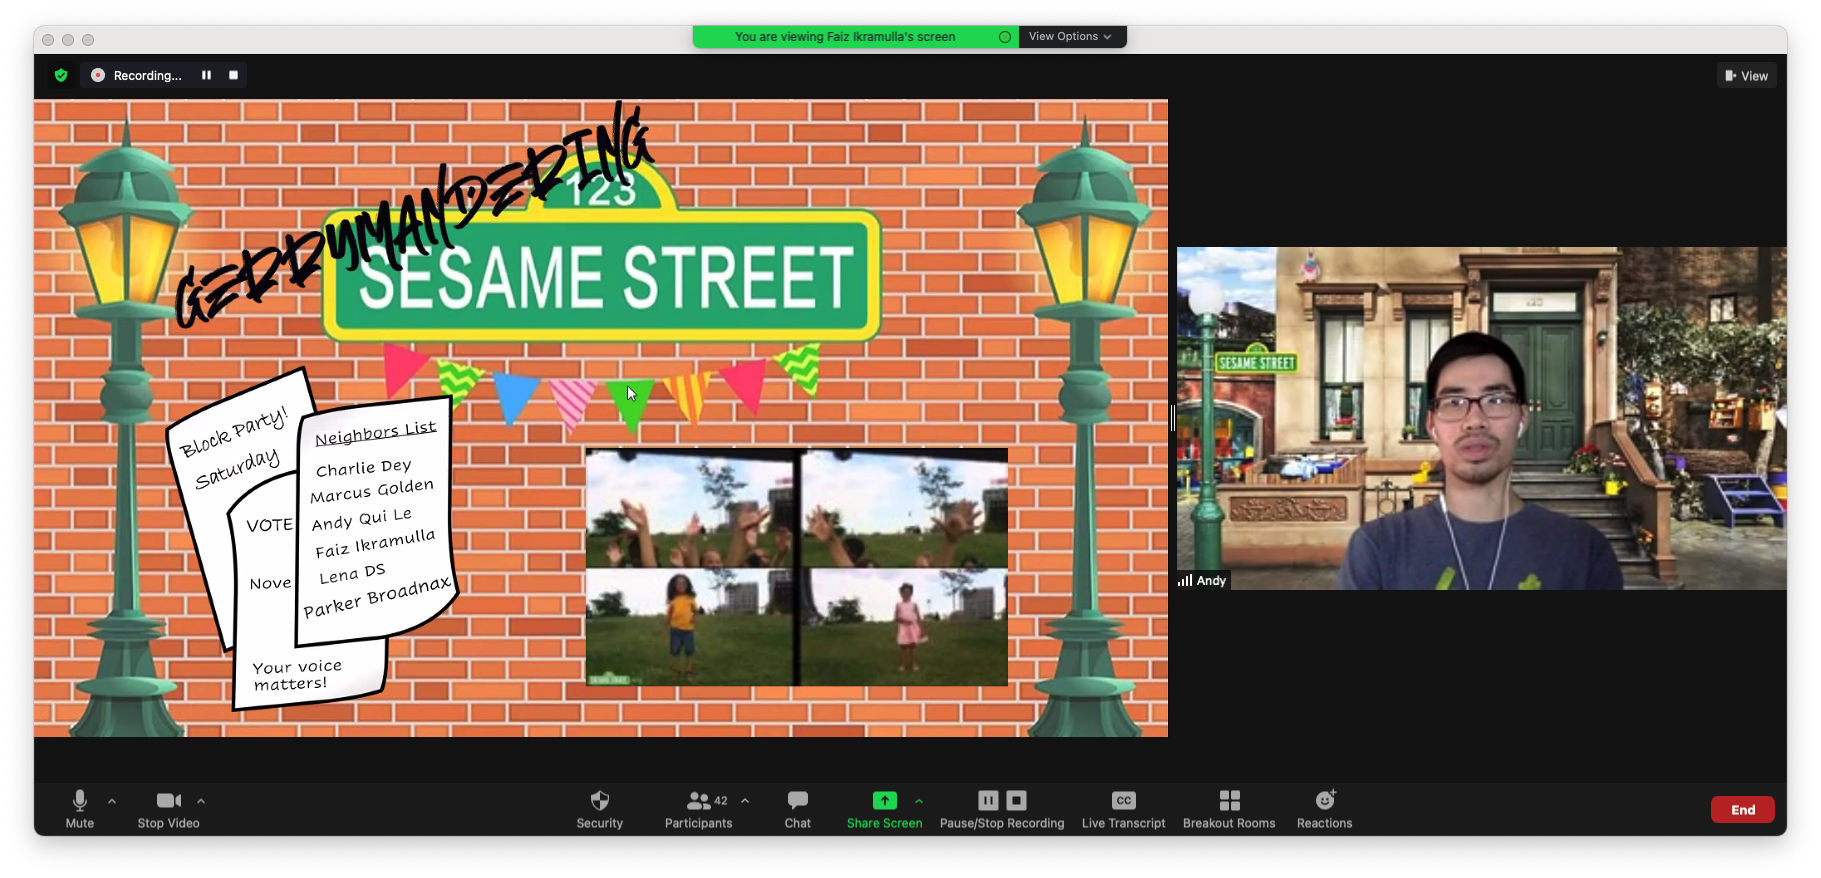 You are viewing Faiz Ikramulla's screen
View Options
Recording...
View
GERRYMANDERING
123
SESAME STREET
Block Party!
Saturday
VOTE
Nove
Your voice
matters!
Neighbors List
Charlie Dey
Marcus Golden
Andy Qui Le
Faiz Ikramulla
Lena DS
Parker Broadnax
123
SESAME STREET
Andy
Mute
Stop Video
Security
42
Participants
Chat
Share Screen
Pause/Stop Recording
CC
Live Transcript
Breakout Rooms
Reactions
End